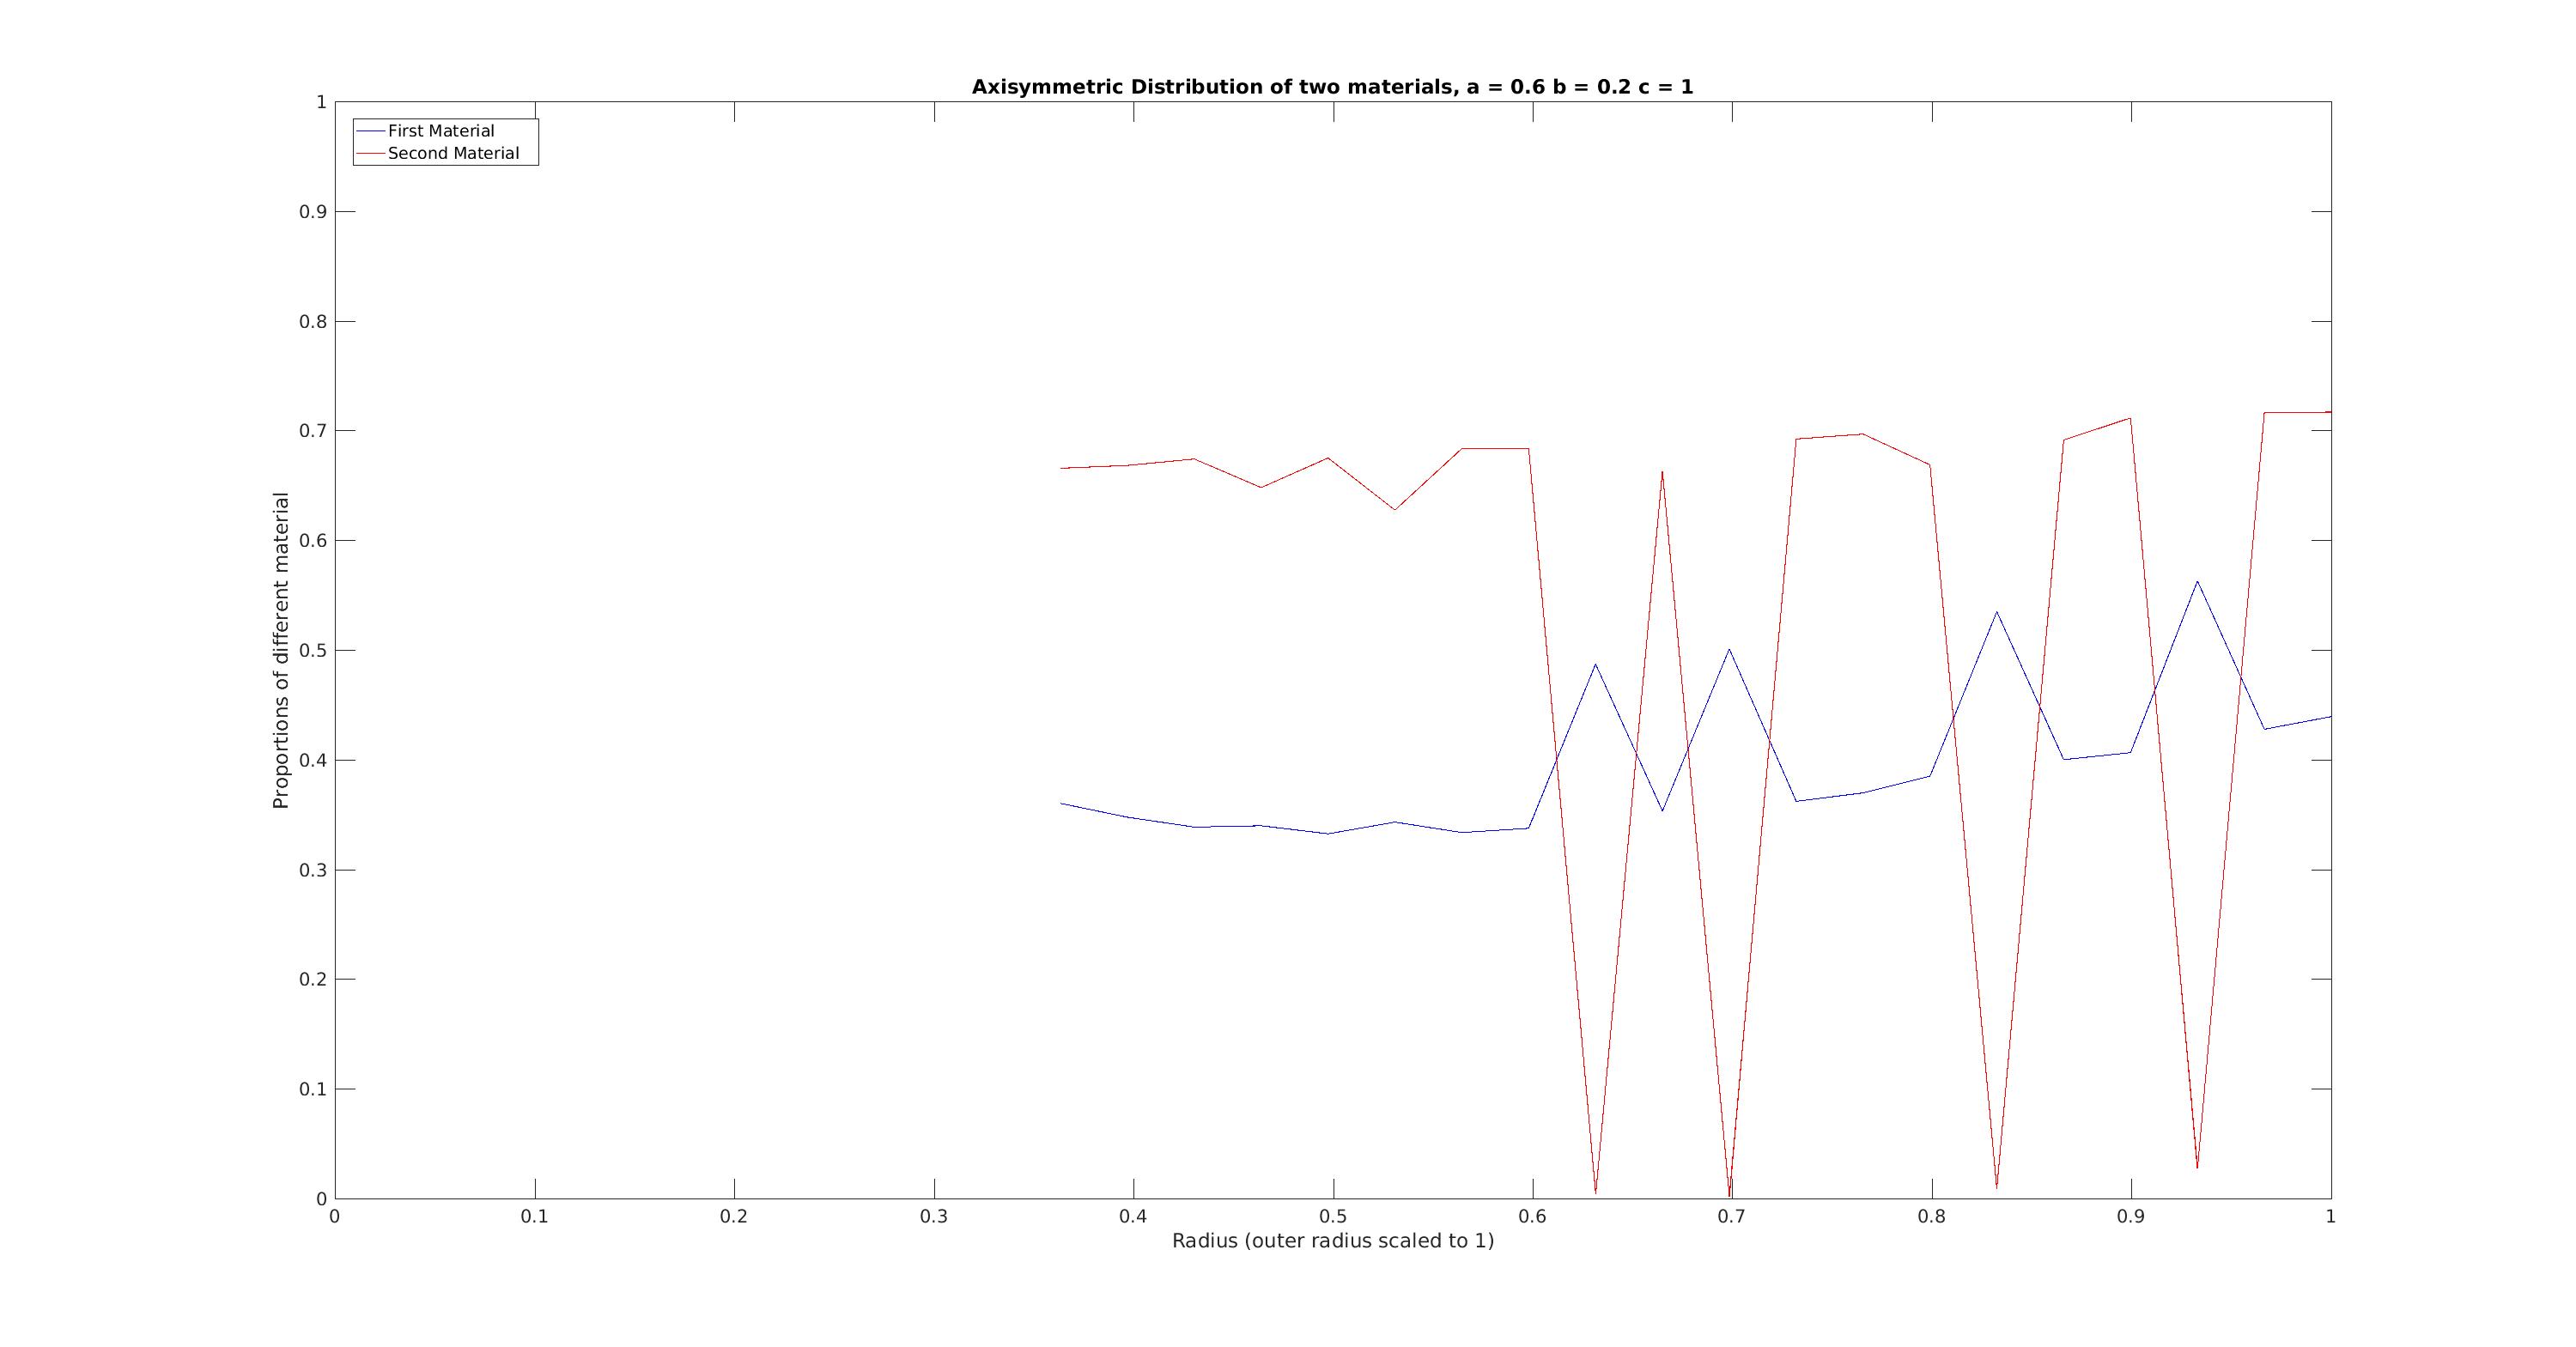 Axisymmetric Distribution of two materials, a = 0.6 b = 0.2 c = 1
First Material
Second Material
1
0.9
0.8
0.7
0.6
0.5
0.4
0.3
0.2
0.1
0
Proportions of different material
0 0.1 0.2 0.3 0.4 0.5 0.6 0.7 0.8 0.9 1
Radius (outer radius scaled to 1)